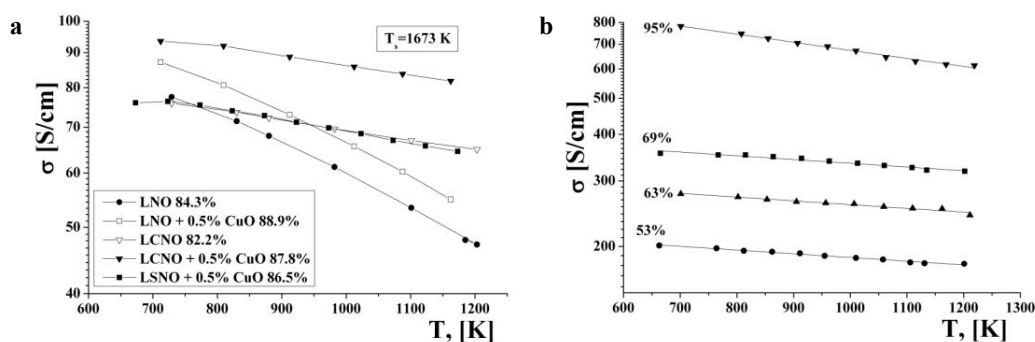 a
T_s=1673 K
σ [S/cm]
100
90
80
70
60
50
40
LNO 84.3%
LNO + 0.5% CuO 88.9%
LCNO 82.2%
LCNO + 0.5% CuO 87.8%
LSNO + 0.5% CuO 86.5%
600 700 800 900 1000 1100 1200
T, [K]
b
σ [S/cm]
800
700
600
500
400
300
200
95%
69%
63%
53%
600 700 800 900 1000 1100 1200 1300
T, [K]